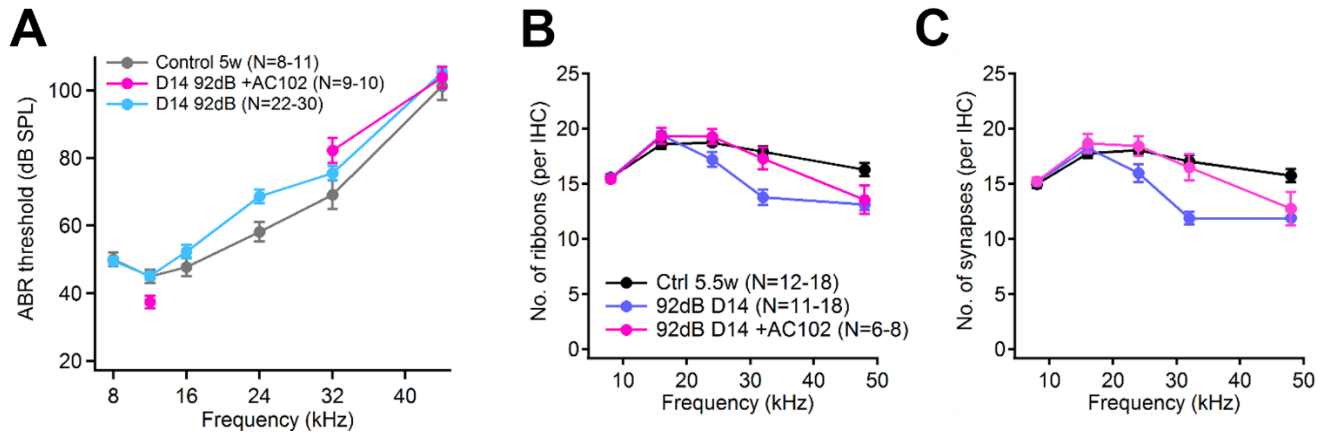 A
Control 5w (N=8-11)
D14 92dB +AC102 (N=9-10)
D14 92dB (N=22-30)
ABR threshold (dB SPL)
100
80
60
40
20
8
16
24
32
40
Frequency (kHz)
B
No. of ribbons (per IHC)
25
20
15
10
5
0
Ctrl 5.5w (N=12-18)
92dB D14 (N=11-18)
92dB D14 +AC102 (N=6-8)
10
20
30
40
50
Frequency (kHz)
C
No. of synapses (per IHC)
25
20
15
10
5
0
10
20
30
40
50
Frequency (kHz)